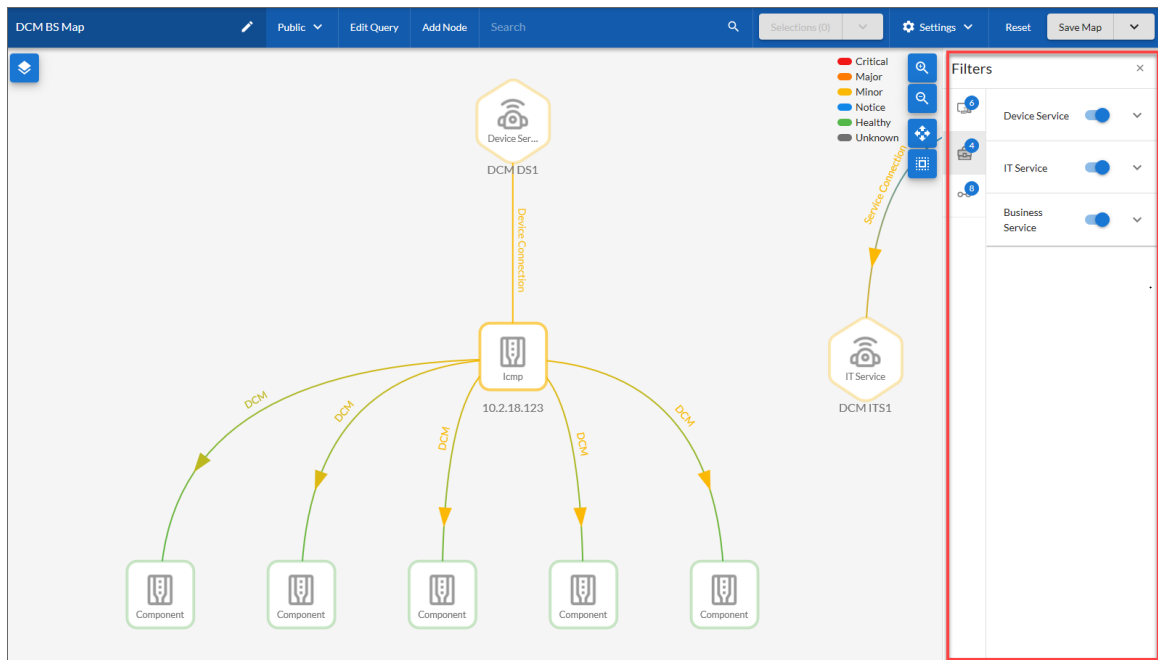 DCM BS Map
Public
Edit Query
Add Node
Search
Selections (0)
Settings
Reset
Save Map
Critical
Major
Minor
Notice
Healthy
Unknown
Filters
6
4
8
Device Service
IT Service
Business
Service
Device Ser...
DCM DS1
Device Connection
Service Connection
Icmp
10.2.18.123
IT Service
DCM ITS1
DCM
DCM
DCM
DCM
DCM
Component
Component
Component
Component
Component